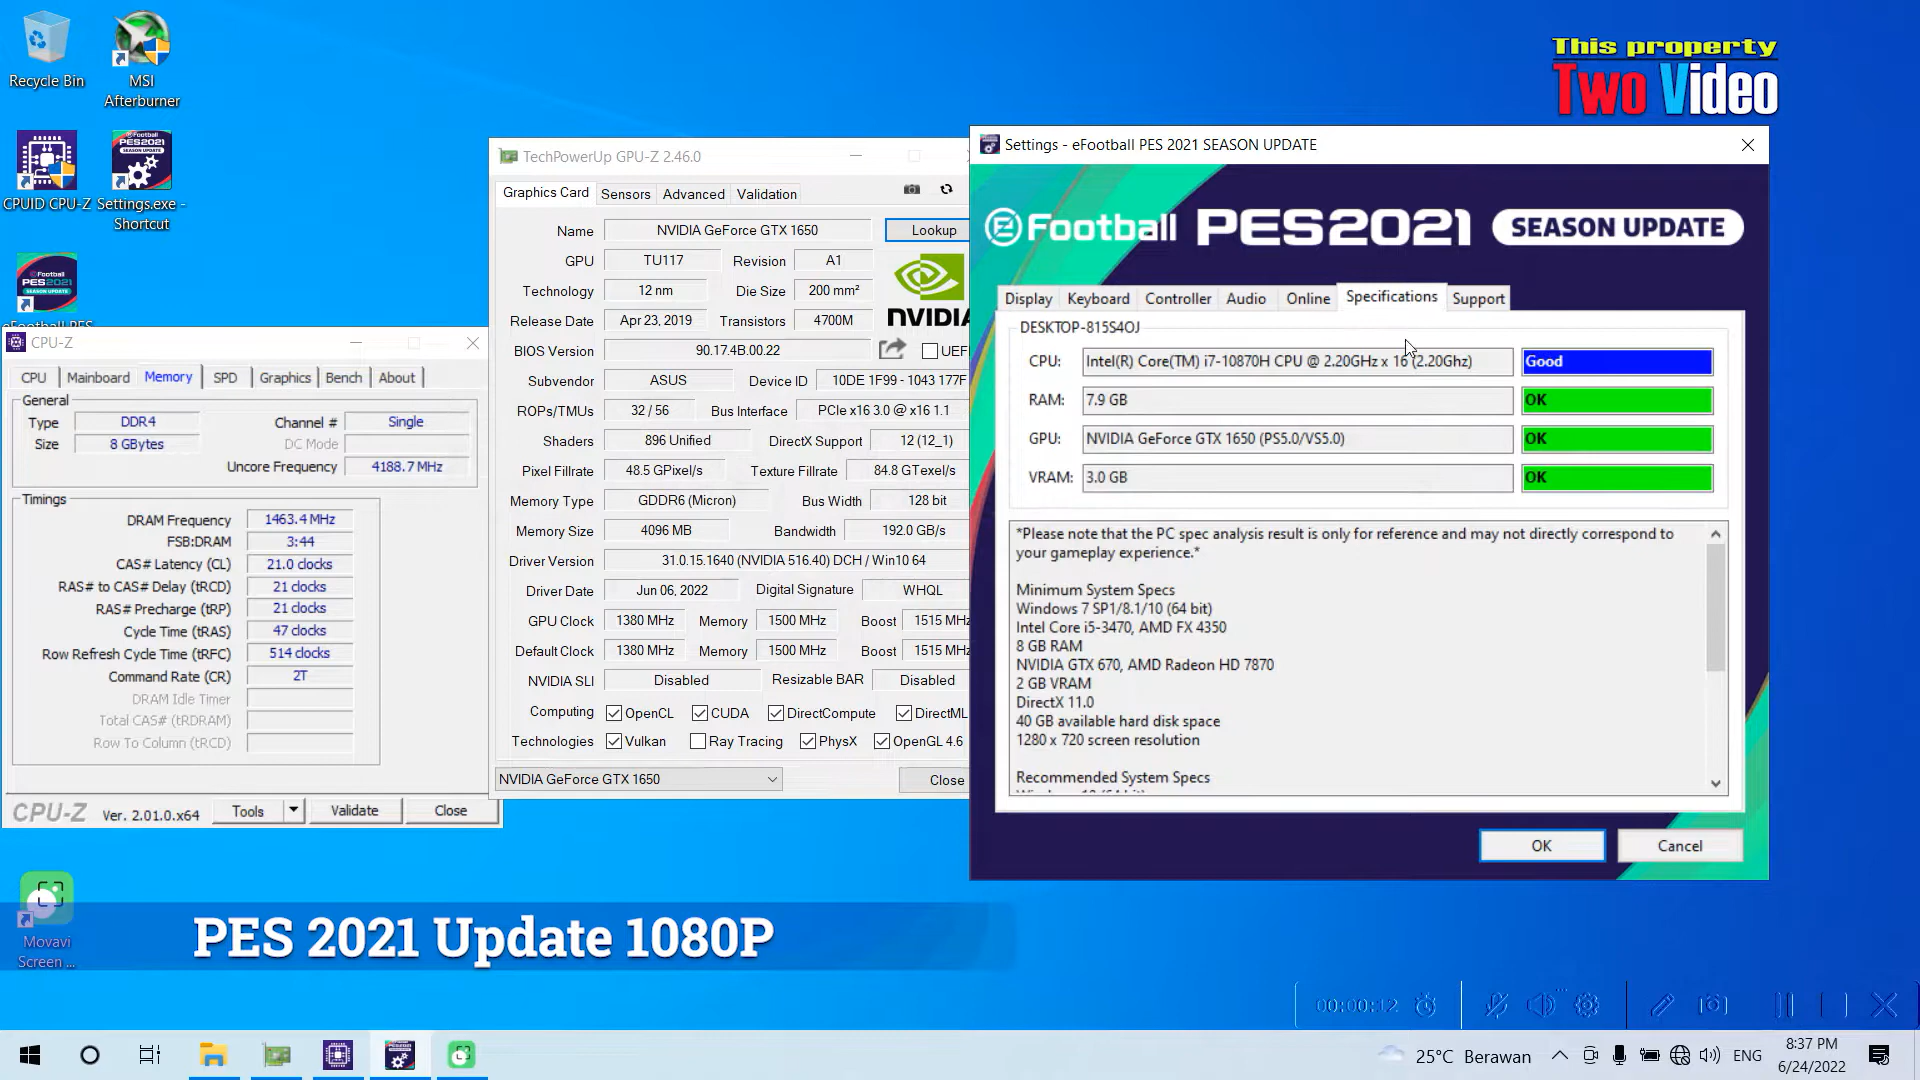 Recycle Bin
MSI
Afterburner
CPUID CPU-Z
Settings.exe -
Shortcut
This property
Two Video
CPU-Z
CPU Mainboard Memory SPD Graphics Bench About
General
Type DDR4 Channel # Single
Size 8 GBytes DC Mode
Uncore Frequency 4188.7 MHz
Timings
DRAM Frequency 1463.4 MHz
FSB:DRAM 3:44
CAS# Latency (CL) 21.0 clocks
RAS# to CAS# Delay (tRCD) 21 clocks
RAS# Precharge (tRP) 21 clocks
Cycle Time (tRAS) 47 clocks
Row Refresh Cycle Time (tRFC) 514 clocks
Command Rate (CR) 2T
DRAM Idle Timer
Total CAS# (tRDRAM)
Row To Column (tRCD)
CPU-Z Ver. 2.01.0.x64 Tools Validate Close
TechPowerUp GPU-Z 2.46.0
Graphics Card Sensors Advanced Validation
Name NVIDIA GeForce GTX 1650 Lookup
GPU TU117 Revision A1
Technology 12 nm Die Size 200 mm²
Release Date Apr 23, 2019 Transistors 4700M
NVIDIA
BIOS Version 90.17.4B.00.22 UEF
Subvendor ASUS Device ID 10DE 1F99 - 1043 177F
ROPs/TMUs 32 / 56 Bus Interface PCIe x16 3.0 @ x16 1.1
Shaders 896 Unified DirectX Support 12 (12_1)
Pixel Fillrate 48.5 GPixel/s Texture Fillrate 84.8 GTexel/s
Memory Type GDDR6 (Micron) Bus Width 128 bit
Memory Size 4096 MB Bandwidth 192.0 GB/s
Driver Version 31.0.15.1640 (NVIDIA 516.40) DCH / Win10 64
Driver Date Jun 06, 2022 Digital Signature WHQL
GPU Clock 1380 MHz Memory 1500 MHz Boost 1515 MHz
Default Clock 1380 MHz Memory 1500 MHz Boost 1515 MHz
NVIDIA SLI Disabled Resizable BAR Disabled
Computing OpenCL CUDA DirectCompute DirectML
Technologies Vulkan Ray Tracing PhysX OpenGL 4.6
NVIDIA GeForce GTX 1650 Close
Settings - eFootball PES 2021 SEASON UPDATE
eFootball PES2021 SEASON UPDATE
Display Keyboard Controller Audio Online Specifications Support
DESKTOP-815S4OJ
CPU: Intel(R) Core(TM) i7-10870H CPU @ 2.20GHz x 16 (2.20Ghz) Good
RAM: 7.9 GB OK
GPU: NVIDIA GeForce GTX 1650 (PS5.0/VS5.0) OK
VRAM: 3.0 GB OK
*Please note that the PC spec analysis result is only for reference and may not directly correspond to
your gameplay experience.*
Minimum System Specs
Windows 7 SP1/8.1/10 (64 bit)
Intel Core i5-3470, AMD FX 4350
8 GB RAM
NVIDIA GTX 670, AMD Radeon HD 7870
2 GB VRAM
DirectX 11.0
40 GB available hard disk space
1280 x 720 screen resolution
Recommended System Specs
OK Cancel
Movavi
Screen ...
PES 2021 Update 1080P
00:00:12
25°C Berawan ENG
8:37 PM
6/24/2022